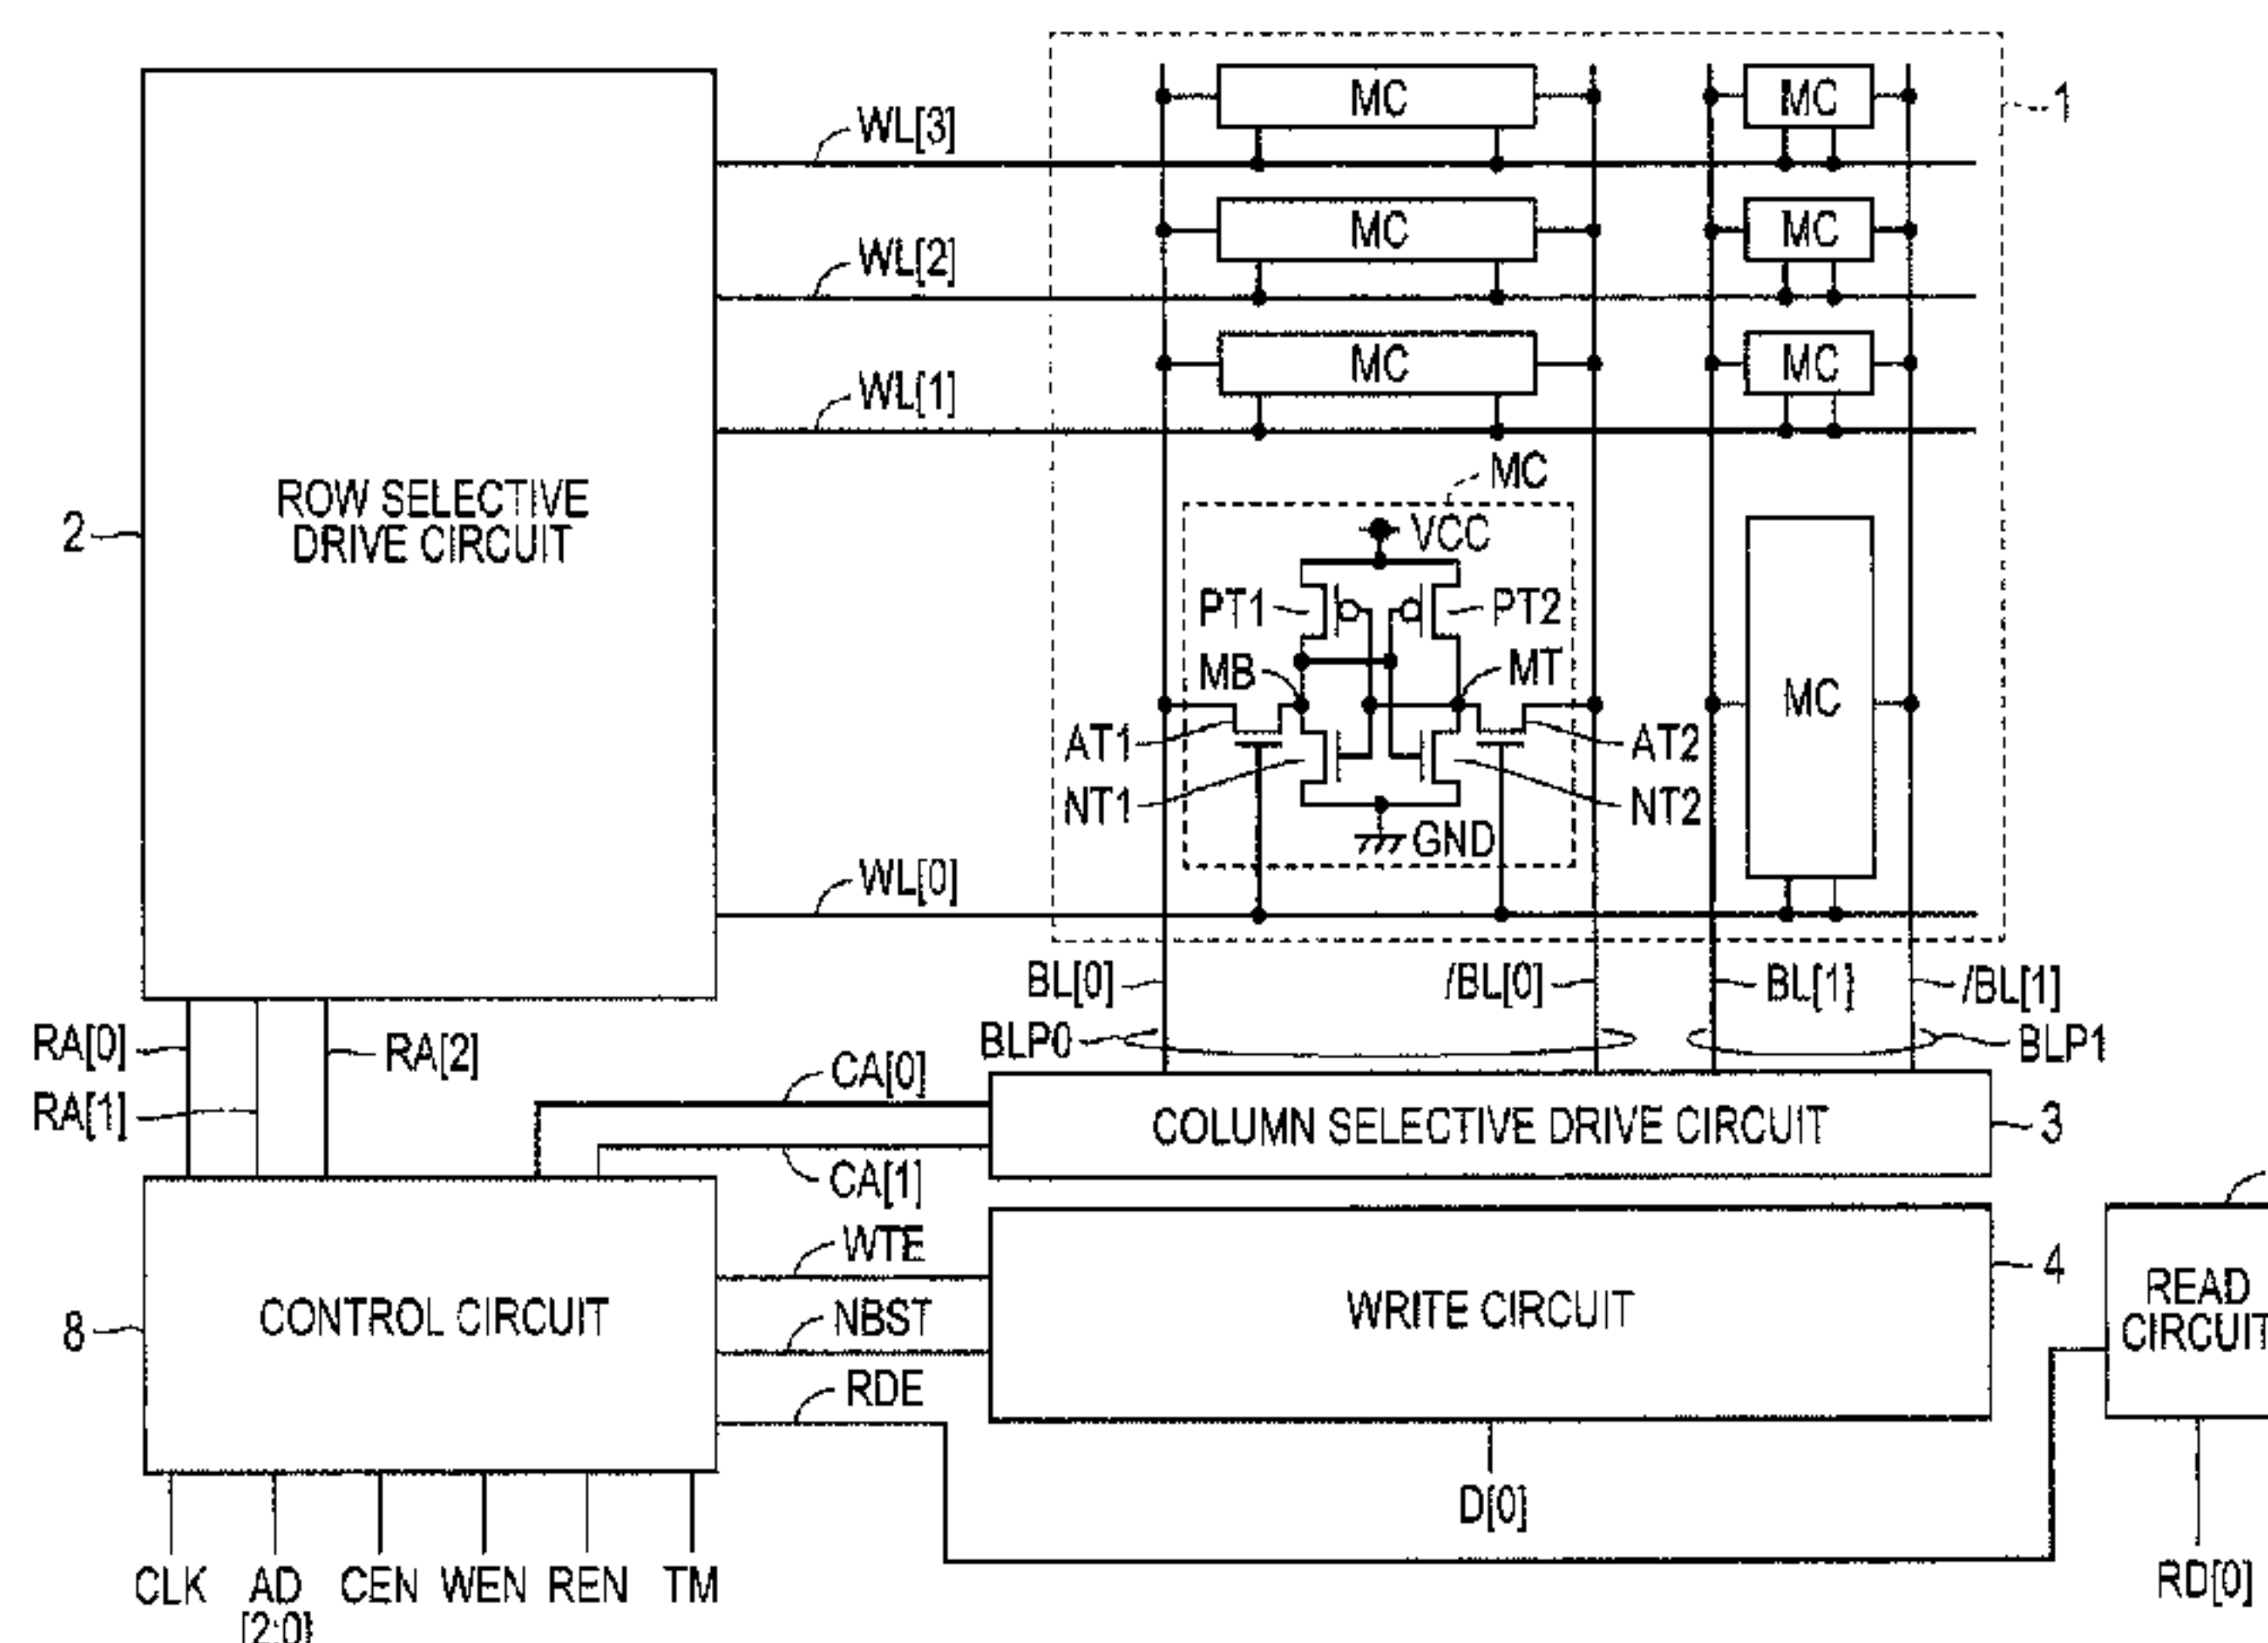 MC
MC
1
WL[3]
MC
MC
WL[2]
MC
MC
WL[1]
MC
2
ROW SELECTIVE
DRIVE CIRCUIT
VCC
PT1
PT2
MB
MT
MC
AT1
AT2
NT1
NT2
GND
WL[0]
BL[0]
/BL[0]
BL[1]
/BL[1]
RA[0]
RA[2]
BLP0
BLP1
CA[0]
RA[1]
COLUMN SELECTIVE DRIVE CIRCUIT
3
CA[1]
WTE
4
8
CONTROL CIRCUIT
NBST
WRITE CIRCUIT
READ
CIRCUIT
RDE
D[0]
CLK
AD
[2:0]
CEN
WEN
REN
TM
RD[0]